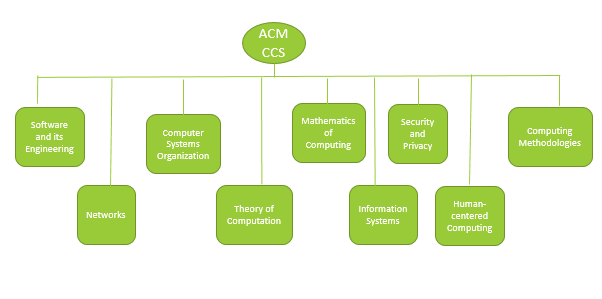 ACM
CCS
Software
and its
Engineering
Networks
Computer
Systems
Organization
Theory of
Computation
Mathematics
of
Computing
Information
Systems
Security
and
Privacy
Human-
centered
Computing
Computing
Methodologies